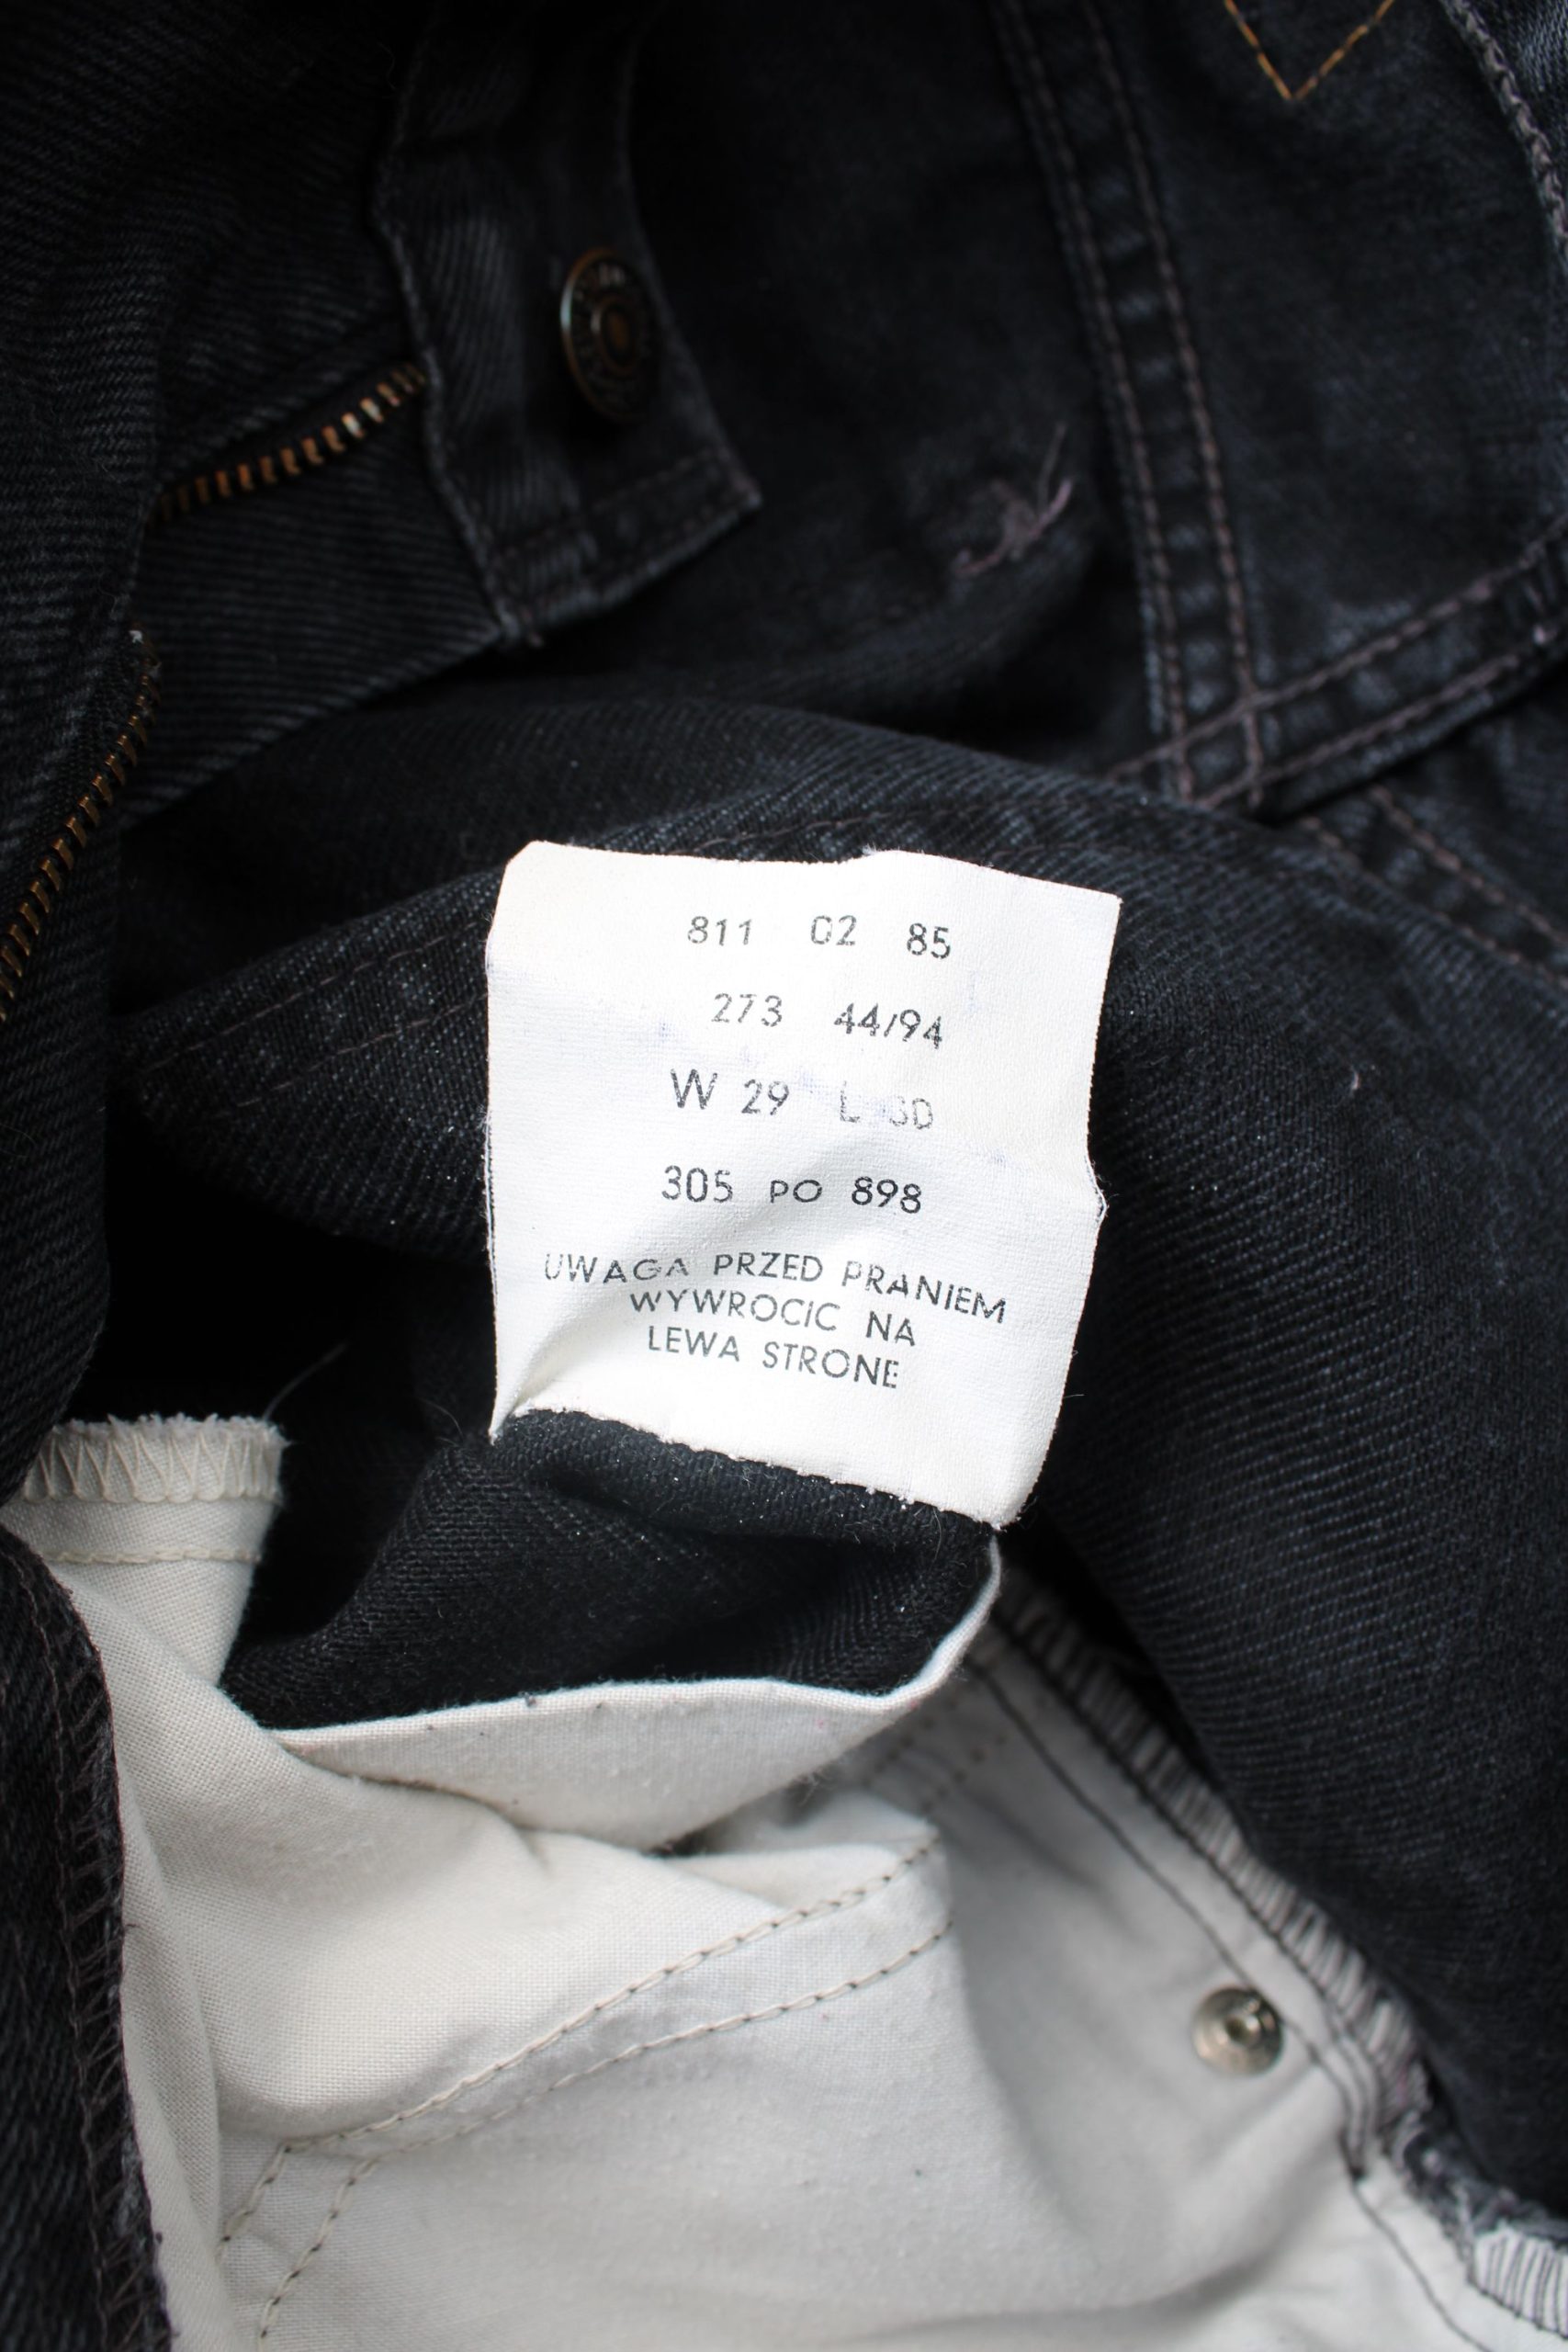 811 02 85
273 44/94
W 29 L 30
305 PO 898
UWAGA PRZED PRANIEM
WYWROCIC NA
LEWA STRONE